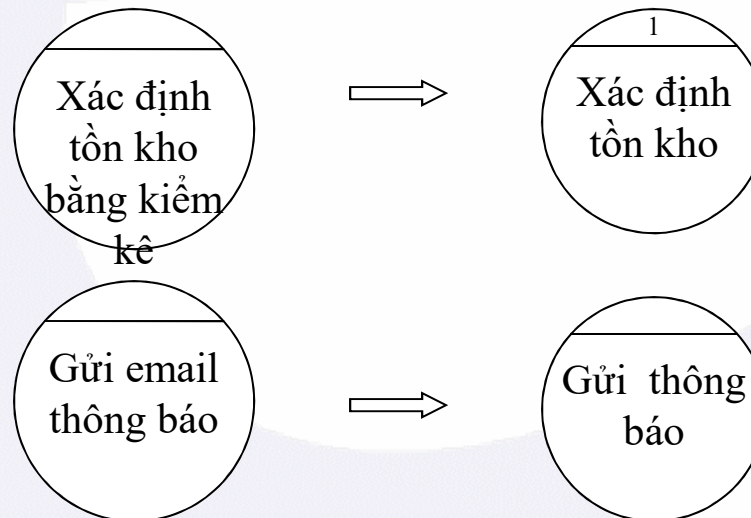 Xác định
tồn kho
bằng kiểm
kê
1
Xác định
tồn kho
Gửi email
thông báo
Gửi thông
báo